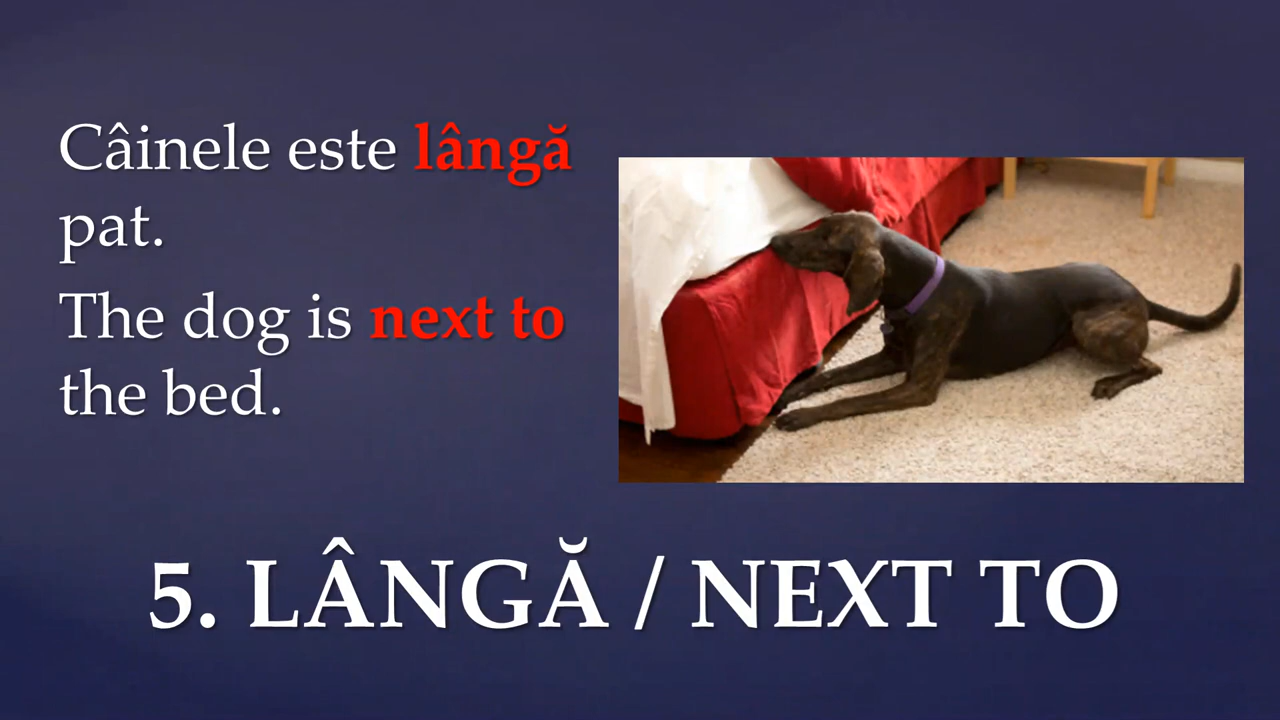 Câinele este lângă
pat.
The dog is next to
the bed.
5. LÂNGĂ / NEXT TO